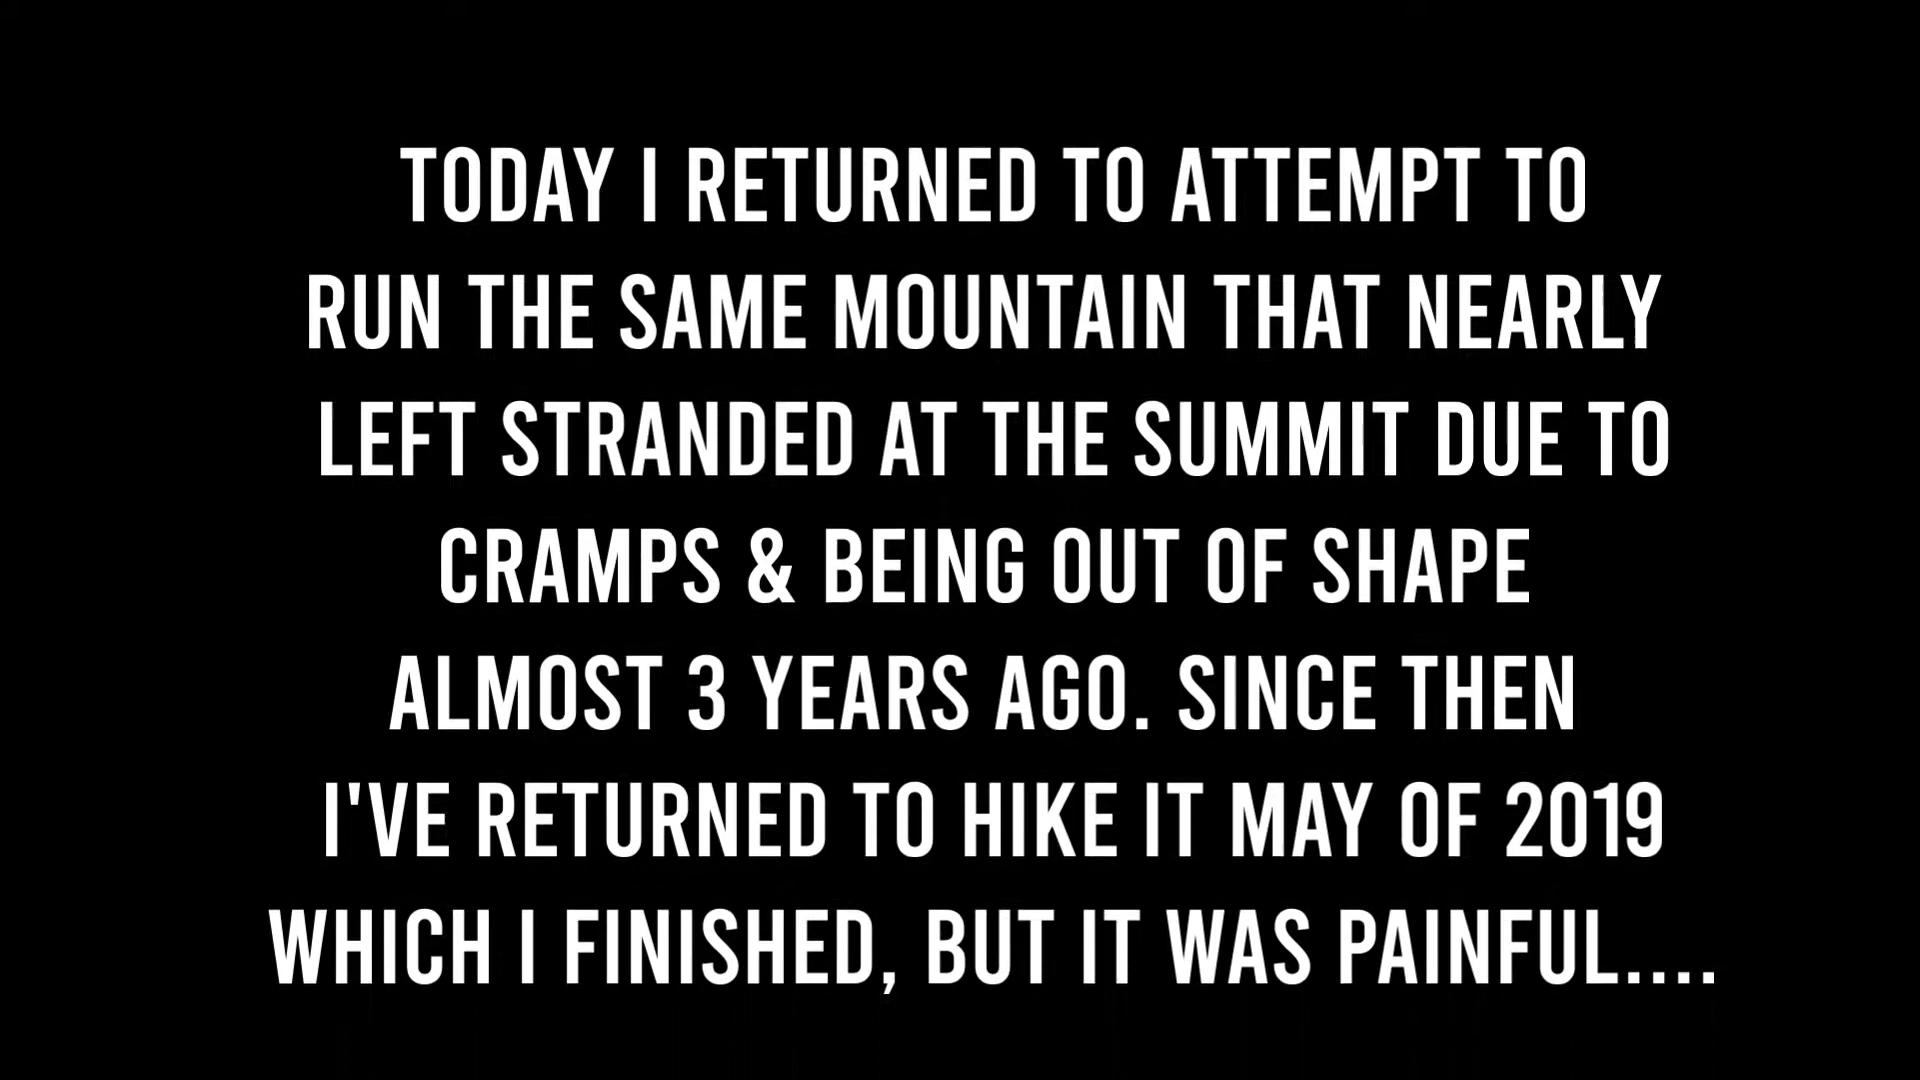 TODAY I RETURNED TO ATTEMPT TO
RUN THE SAME MOUNTAIN THAT NEARLY
LEFT STRANDED AT THE SUMMIT DUE TO
CRAMPS & BEING OUT OF SHAPE
ALMOST 3 YEARS AGO. SINCE THEN
I'VE RETURNED TO HIKE IT MAY OF 2019
WHICH I FINISHED, BUT IT WAS PAINFUL....